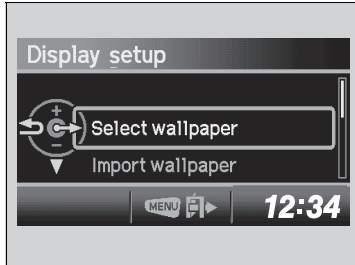 Display setup
+
Select wallpaper
−
Import wallpaper
MENU
12:34